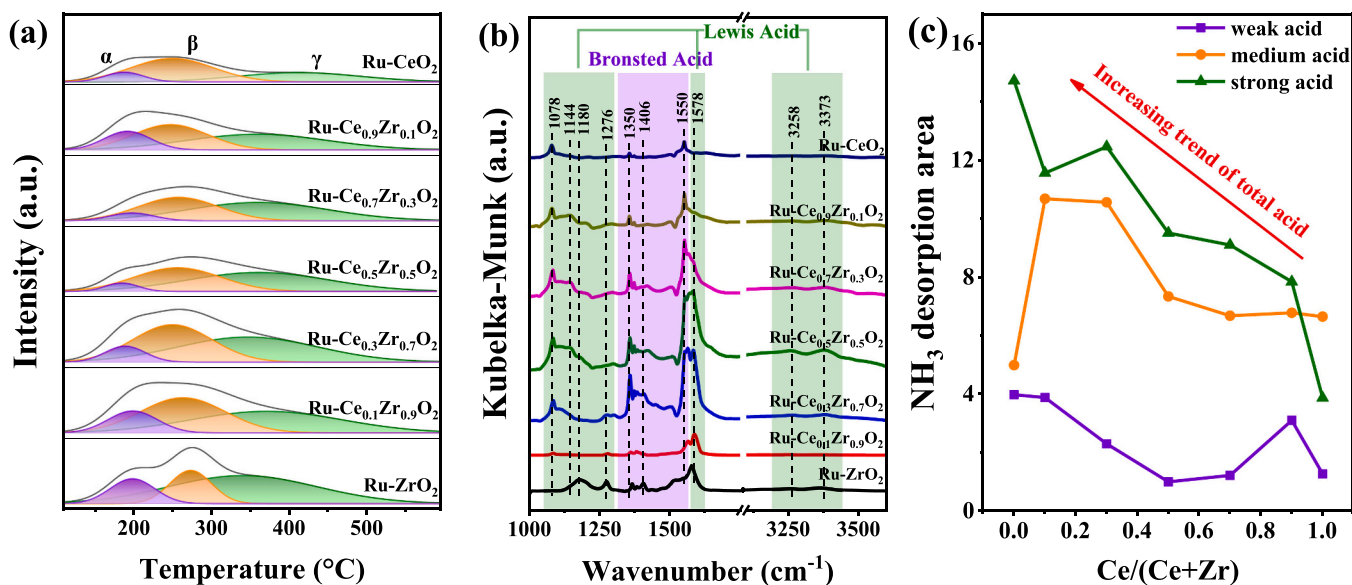 (a)
α
β
γ
Ru-CeO₂
Ru-Ce₀.₉Zr₀.₁O₂
Ru-Ce₀.₇Zr₀.₃O₂
Ru-Ce₀.₅Zr₀.₅O₂
Ru-Ce₀.₃Zr₀.₇O₂
Ru-Ce₀.₁Zr₀.₉O₂
Ru-ZrO₂
Intensity (a.u.)
200 300 400 500
Temperature (°C)
(b)
Lewis Acid
Bronsted Acid
1078 1144 1180 1276 1350 1406 1550 1578 3258 3373
Ru-CeO₂
Ru-Ce₀.₉Zr₀.₁O₂
Ru-Ce₀.₇Zr₀.₃O₂
Ru-Ce₀.₅Zr₀.₅O₂
Ru-Ce₀.₃Zr₀.₇O₂
Ru-Ce₀.₁Zr₀.₉O₂
Ru-ZrO₂
Kubelka-Munk (a.u.)
1000 1250 1500 3250 3500
Wavenumber (cm⁻¹)
(c)
weak acid
medium acid
strong acid
Increasing trend of total acid
16
12
8
4
0
NH₃ desorption area
0.0 0.2 0.4 0.6 0.8 1.0
Ce/(Ce+Zr)